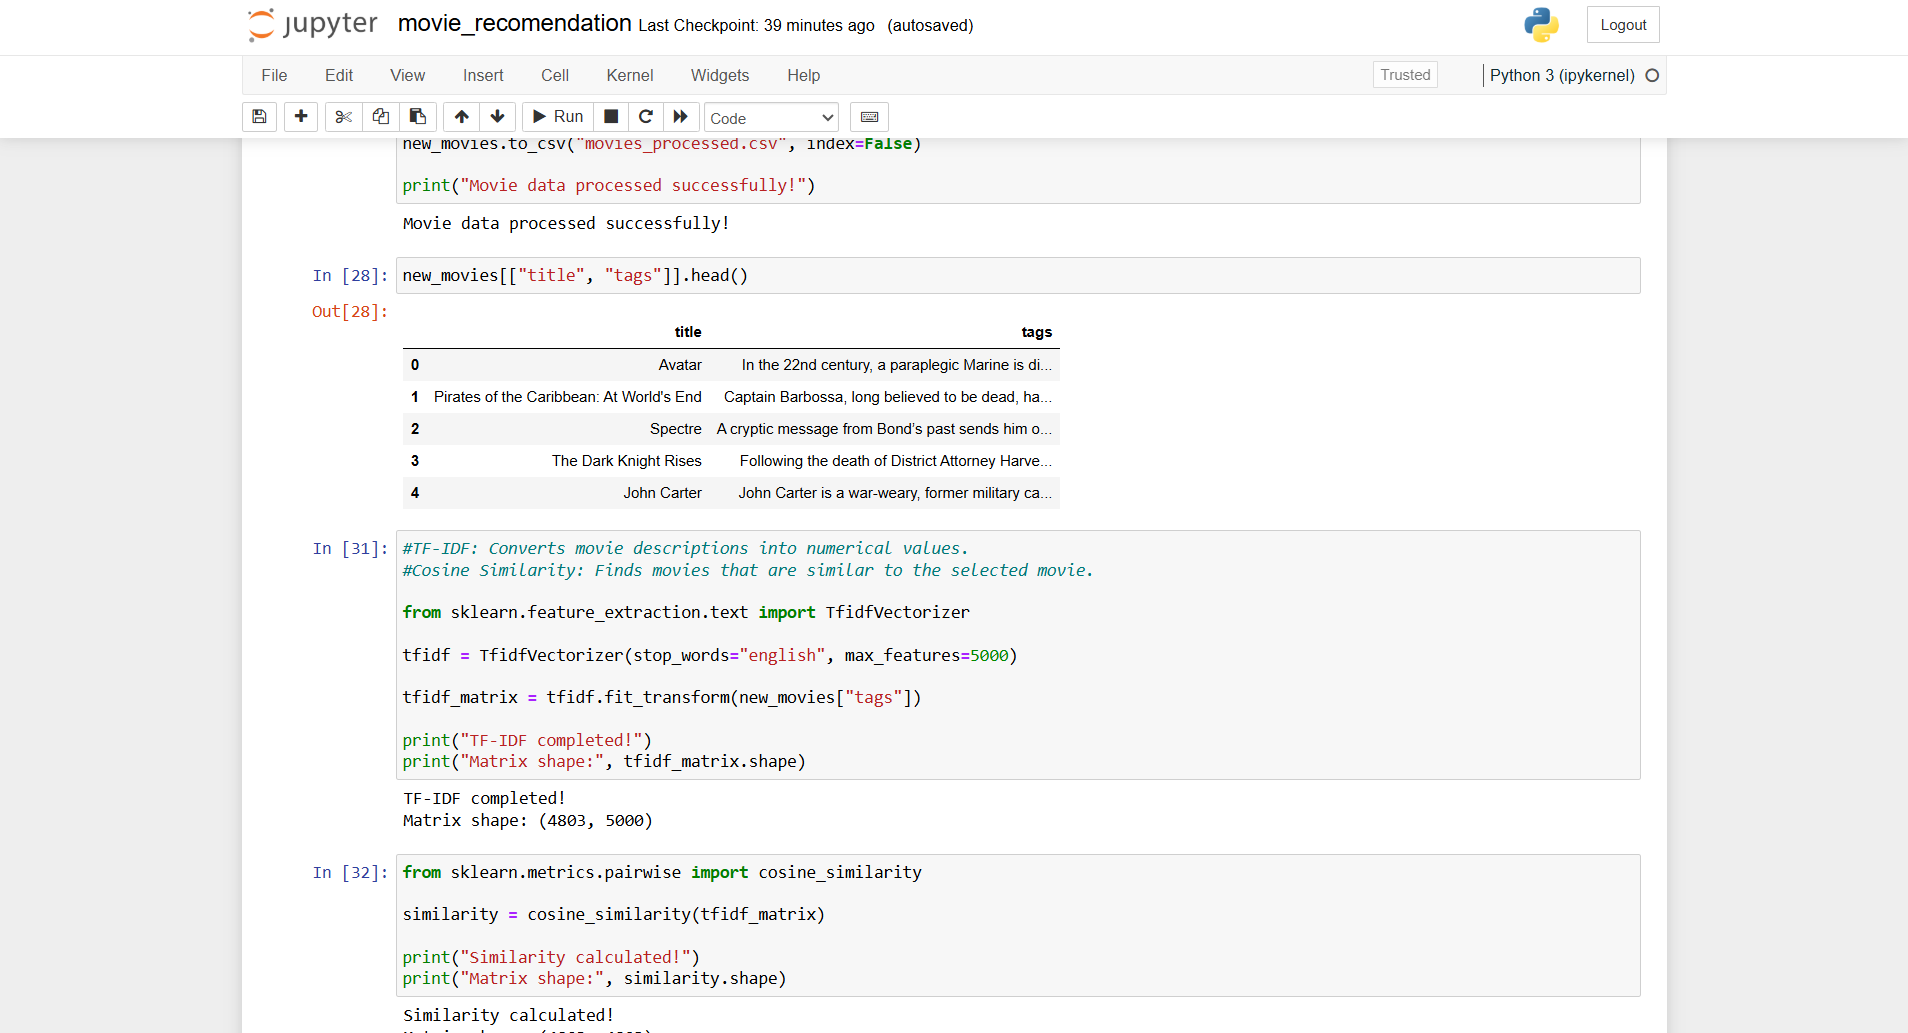 jupyter movie_recomendation Last Checkpoint: 39 minutes ago (autosaved) Logout
File Edit View Insert Cell Kernel Widgets Help Trusted Python 3 (ipykernel)
Run Code
new_movies.to_csv("movies_processed.csv", index=False)
print("Movie data processed successfully!")
Movie data processed successfully!
In [28]: new_movies[["title", "tags"]].head()
Out[28]:
title tags
0 Avatar In the 22nd century, a paraplegic Marine is di...
1 Pirates of the Caribbean: At World's End Captain Barbossa, long believed to be dead, ha...
2 Spectre A cryptic message from Bond’s past sends him o...
3 The Dark Knight Rises Following the death of District Attorney Harve...
4 John Carter John Carter is a war-weary, former military ca...
In [31]: #TF-IDF: Converts movie descriptions into numerical values.
#Cosine Similarity: Finds movies that are similar to the selected movie.
from sklearn.feature_extraction.text import TfidfVectorizer
tfidf = TfidfVectorizer(stop_words="english", max_features=5000)
tfidf_matrix = tfidf.fit_transform(new_movies["tags"])
print("TF-IDF completed!")
print("Matrix shape:", tfidf_matrix.shape)
TF-IDF completed!
Matrix shape: (4803, 5000)
In [32]: from sklearn.metrics.pairwise import cosine_similarity
similarity = cosine_similarity(tfidf_matrix)
print("Similarity calculated!")
print("Matrix shape:", similarity.shape)
Similarity calculated!